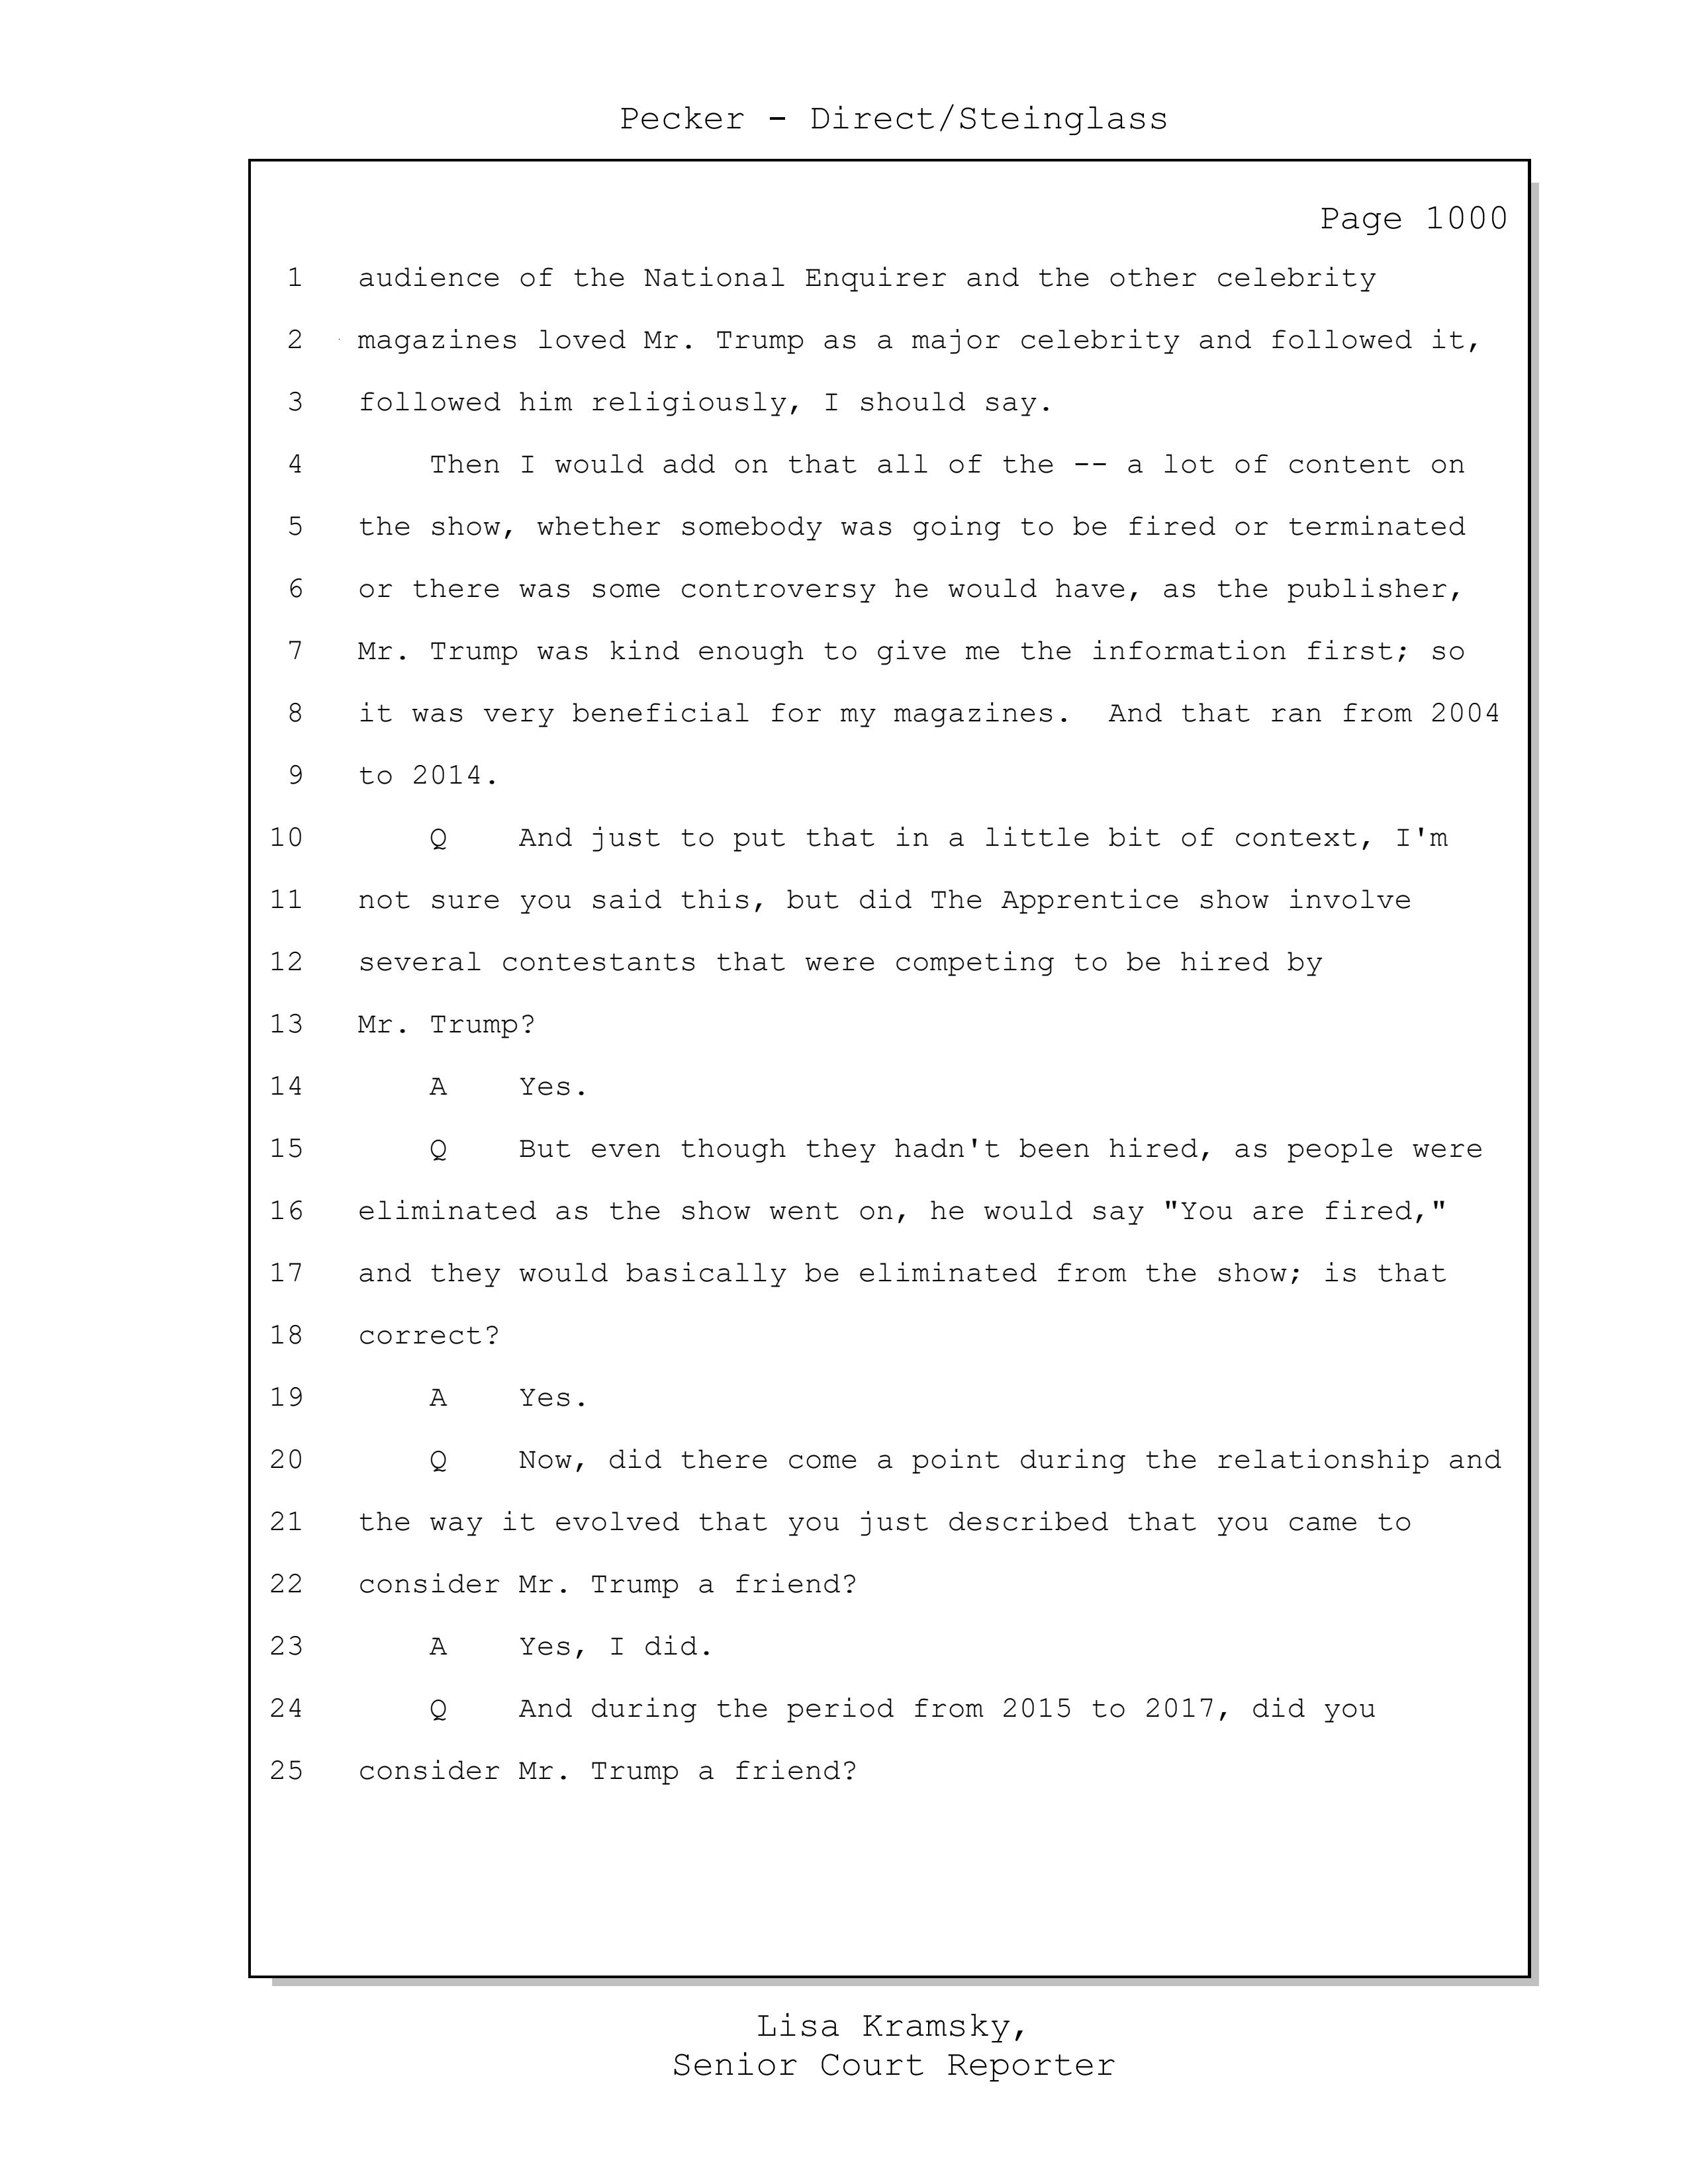 Pecker - Direct/Steinglass
Page 1000
1 audience of the National Enquirer and the other celebrity
2 magazines loved Mr. Trump as a major celebrity and followed it,
3 followed him religiously, I should say.
4 Then I would add on that all of the -- a lot of content on
5 the show, whether somebody was going to be fired or terminated
6 or there was some controversy he would have, as the publisher,
7 Mr. Trump was kind enough to give me the information first; so
8 it was very beneficial for my magazines.  And that ran from 2004
9 to 2014.
10 Q And just to put that in a little bit of context, I'm
11 not sure you said this, but did The Apprentice show involve
12 several contestants that were competing to be hired by
13 Mr. Trump?
14 A Yes.
15 Q But even though they hadn't been hired, as people were
16 eliminated as the show went on, he would say "You are fired,"
17 and they would basically be eliminated from the show; is that
18 correct?
19 A Yes.
20 Q Now, did there come a point during the relationship and
21 the way it evolved that you just described that you came to
22 consider Mr. Trump a friend?
23 A Yes, I did.
24 Q And during the period from 2015 to 2017, did you
25 consider Mr. Trump a friend?
Lisa Kramsky,
Senior Court Reporter